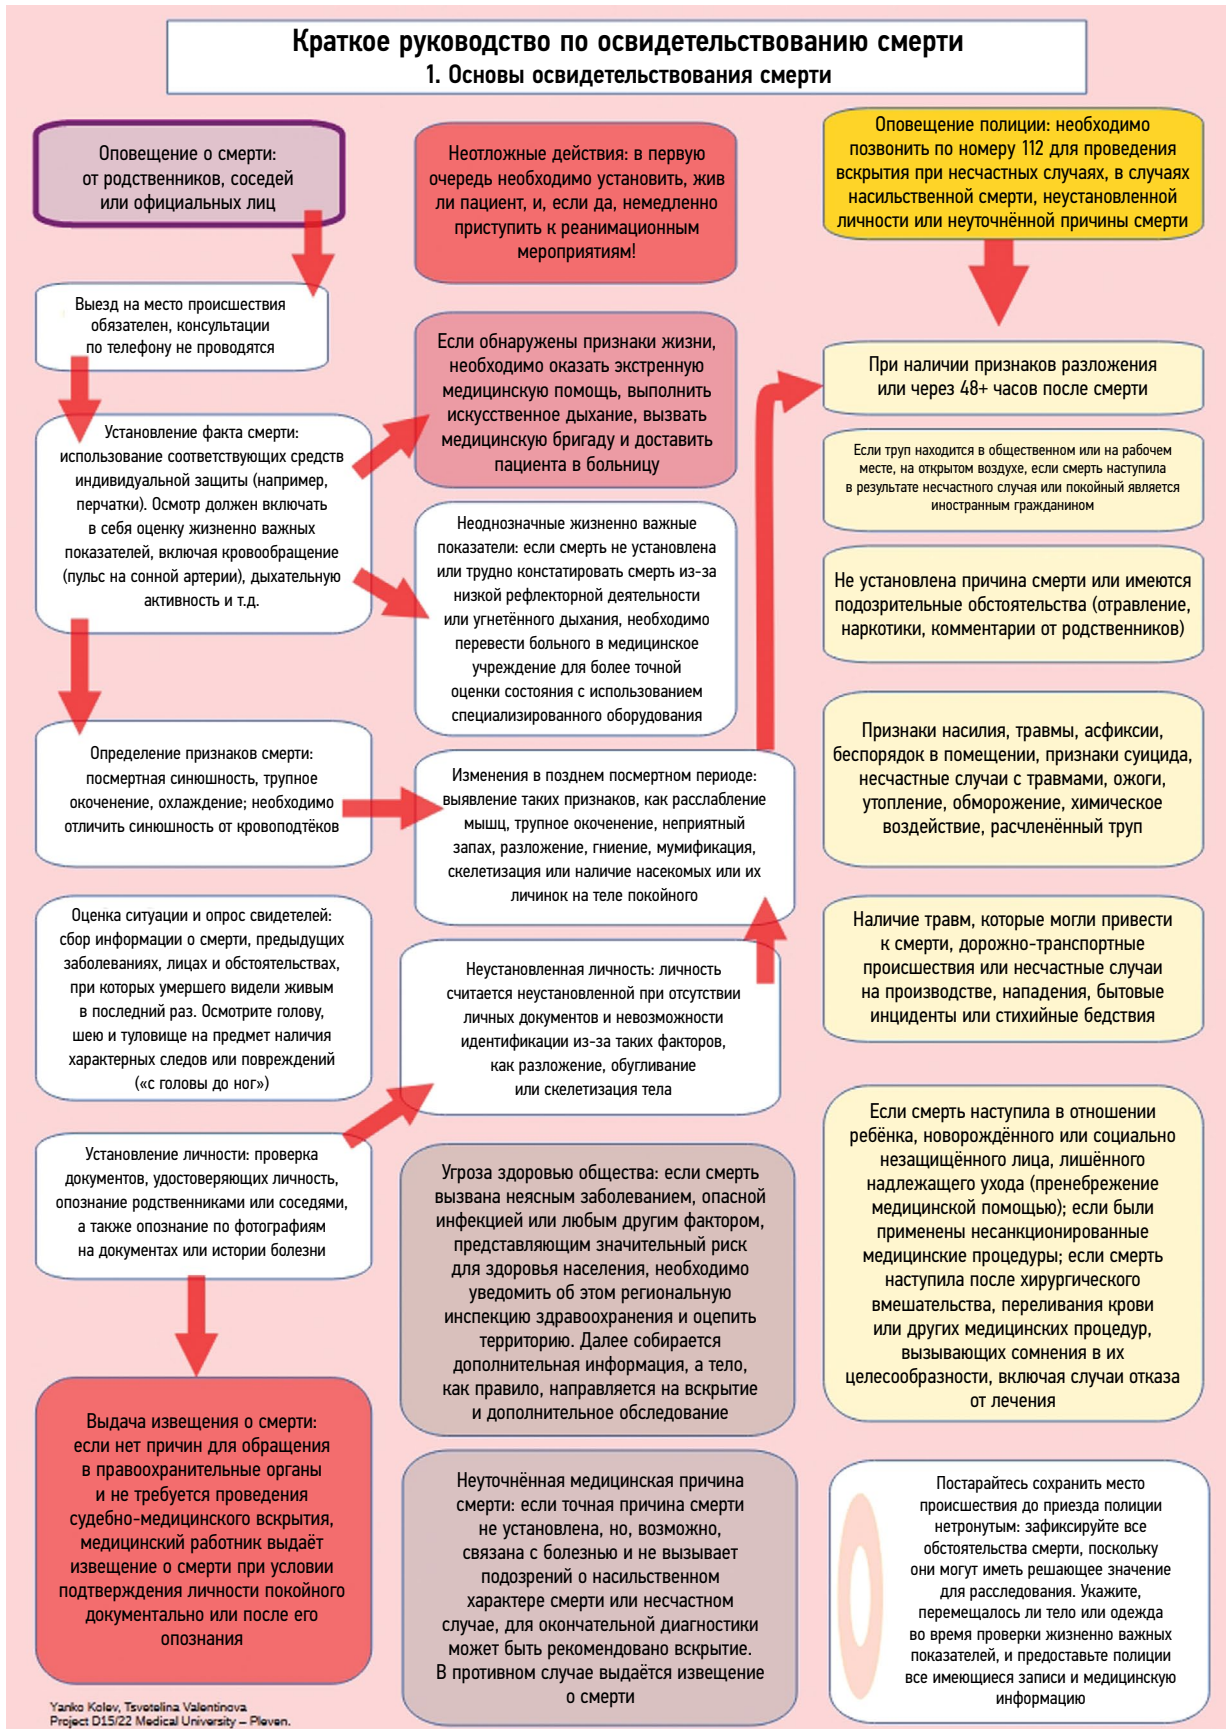 Краткое руководство по освидетельствованию смерти
1. Основы освидетельствования смерти
Оповещение о смерти:
от родственников, соседей
или официальных лиц
Выезд на место происшествия
обязателен, консультации
по телефону не проводятся
Установление факта смерти:
использование соответствующих средств
индивидуальной защиты (например,
перчатки). Осмотр должен включать
в себя оценку жизненно важных
показателей, включая кровообращение
(пульс на сонной артерии), дыхательную
активность и т.д.
Определение признаков смерти:
посмертная синюшность, трупное
окоченение, охлаждение; необходимо
отличить синюшность от кровоподтёков
Оценка ситуации и опрос свидетелей:
сбор информации о смерти, предыдущих
заболеваниях, лицах и обстоятельствах,
при которых умершего видели живым
в последний раз. Осмотрите голову,
шею и туловище на предмет наличия
характерных следов или повреждений
(«с головы до ног»)
Установление личности: проверка
документов, удостоверяющих личность,
опознание родственниками или соседями,
а также опознание по фотографиям
на документах или истории болезни
Выдача извещения о смерти:
если нет причин для обращения
в правоохранительные органы
и не требуется проведения
судебно-медицинского вскрытия,
медицинский работник выдаёт
извещение о смерти при условии
подтверждения личности покойного
документально или после его
опознания
Неотложные действия: в первую
очередь необходимо установить, жив
ли пациент, и, если да, немедленно
приступить к реанимационным
мероприятиям!
Если обнаружены признаки жизни,
необходимо оказать экстренную
медицинскую помощь, выполнить
искусственное дыхание, вызвать
медицинскую бригаду и доставить
пациента в больницу
Неоднозначные жизненно важные
показатели: если смерть не установлена
или трудно констатировать смерть из-за
низкой рефлекторной деятельности
или угнетённого дыхания, необходимо
перевести больного в медицинское
учреждение для более точной
оценки состояния с использованием
специализированного оборудования
Изменения в позднем посмертном периоде:
выявление таких признаков, как расслабление
мышц, трупное окоченение, неприятный
запах, разложение, гниение, мумификация,
скелетизация или наличие насекомых или их
личинок на теле покойного
Неустановленная личность: личность
считается неустановленной при отсутствии
личных документов и невозможности
идентификации из-за таких факторов,
как разложение, обугливание
или скелетизация тела
Угроза здоровью общества: если смерть
вызвана неясным заболеванием, опасной
инфекцией или любым другим фактором,
представляющим значительный риск
для здоровья населения, необходимо
уведомить об этом региональную
инспекцию здравоохранения и оцепить
территорию. Далее собирается
дополнительная информация, а тело,
как правило, направляется на вскрытие
и дополнительное обследование
Неуточнённая медицинская причина
смерти: если точная причина смерти
не установлена, но, возможно,
связана с болезнью и не вызывает
подозрений о насильственном
характере смерти или несчастном
случае, для окончательной диагностики
может быть рекомендовано вскрытие.
В противном случае выдаётся извещение
о смерти
Оповещение полиции: необходимо
позвонить по номеру 112 для проведения
вскрытия при несчастных случаях, в случаях
насильственной смерти, неустановленной
личности или неуточнённой причины смерти
При наличии признаков разложения
или через 48+ часов после смерти
Если труп находится в общественном или на рабочем
месте, на открытом воздухе, если смерть наступила
в результате несчастного случая или покойный является
иностранным гражданином
Не установлена причина смерти или имеются
подозрительные обстоятельства (отравление,
наркотики, комментарии от родственников)
Признаки насилия, травмы, асфиксии,
беспорядок в помещении, признаки суицида,
несчастные случаи с травмами, ожоги,
утопление, обморожение, химическое
воздействие, расчленённый труп
Наличие травм, которые могли привести
к смерти, дорожно-транспортные
происшествия или несчастные случаи
на производстве, нападения, бытовые
инциденты или стихийные бедствия
Если смерть наступила в отношении
ребёнка, новорождённого или социально
незащищённого лица, лишённого
надлежащего ухода (пренебрежение
медицинской помощью); если были
применены несанкционированные
медицинские процедуры; если смерть
наступила после хирургического
вмешательства, переливания крови
или других медицинских процедур,
вызывающих сомнения в их
целесообразности, включая случаи отказа
от лечения
Постарайтесь сохранить место
происшествия до приезда полиции
нетронутым: зафиксируйте все
обстоятельства смерти, поскольку
они могут иметь решающее значение
для расследования. Укажите,
перемещалось ли тело или одежда
во время проверки жизненно важных
показателей, и предоставьте полиции
все имеющиеся записи и медицинскую
информацию
Yanko Kolev, Tsvetelina Valentinova
Project D15/22 Medical University – Pleven.